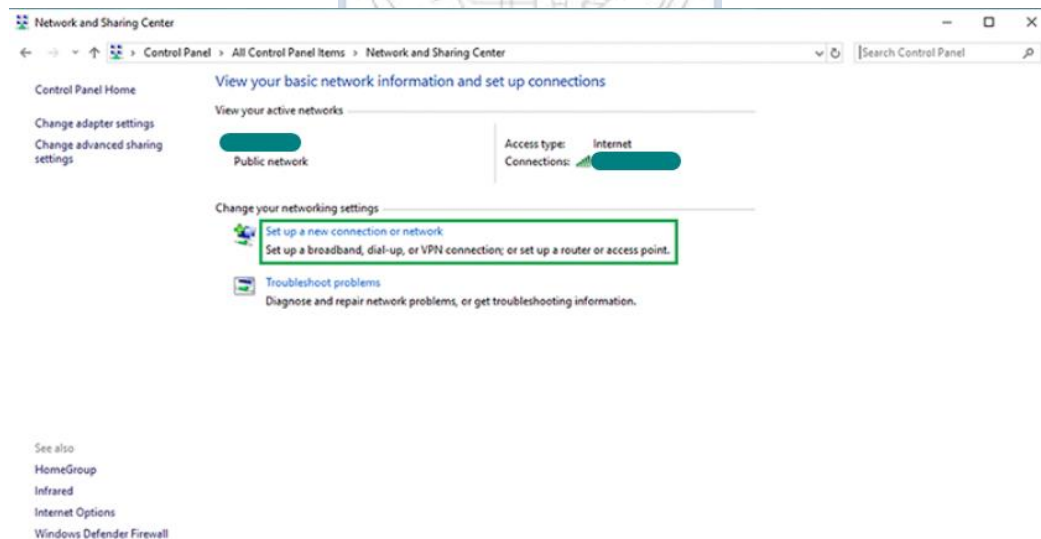 Network and Sharing Center
Control Panel > All Control Panel Items > Network and Sharing Center
Search Control Panel
Control Panel Home
Change adapter settings
Change advanced sharing
settings
View your basic network information and set up connections
View your active networks
Public network
Access type: Internet
Connections:
Change your networking settings
Set up a new connection or network
Set up a broadband, dial-up, or VPN connection; or set up a router or access point.
Troubleshoot problems
Diagnose and repair network problems, or get troubleshooting information.
See also
HomeGroup
Infrared
Internet Options
Windows Defender Firewall